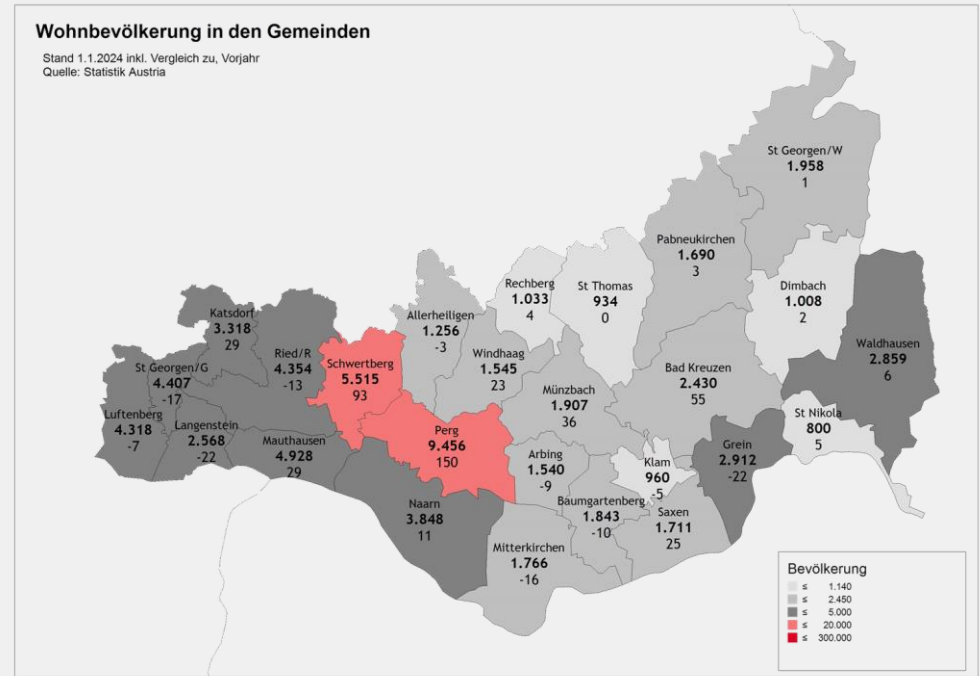 Wohnbevölkerung in den Gemeinden
Stand 1.1.2024 inkl. Vergleich zu, Vorjahr
Quelle: Statistik Austria
St Georgen/W
1.958
1
Pabneukirchen
1.690
3
Rechberg
1.033
4
St Thomas
934
0
Dimbach
1.008
2
Waldhausen
2.859
6
Katsdorf
3.318
29
Allerheiligen
1.256
-3
Ried/R
4.354
-13
Schwertberg
5.515
93
Windhaag
1.545
23
Bad Kreuzen
2.430
55
St Georgen/G
4.407
-17
Münzbach
1.907
36
Luftenberg
4.318
-7
Langenstein
2.568
-22
Mauthausen
4.928
29
Perg
9.456
150
St Nikola
800
5
Grein
2.912
-22
Arbing
1.540
-9
Klam
960
-5
Naarn
3.848
11
Baumgartenberg
1.843
-10
Saxen
1.711
25
Mitterkirchen
1.766
-16
Bevölkerung
≤ 1.140
≤ 2.450
≤ 5.000
≤ 20.000
≤ 300.000